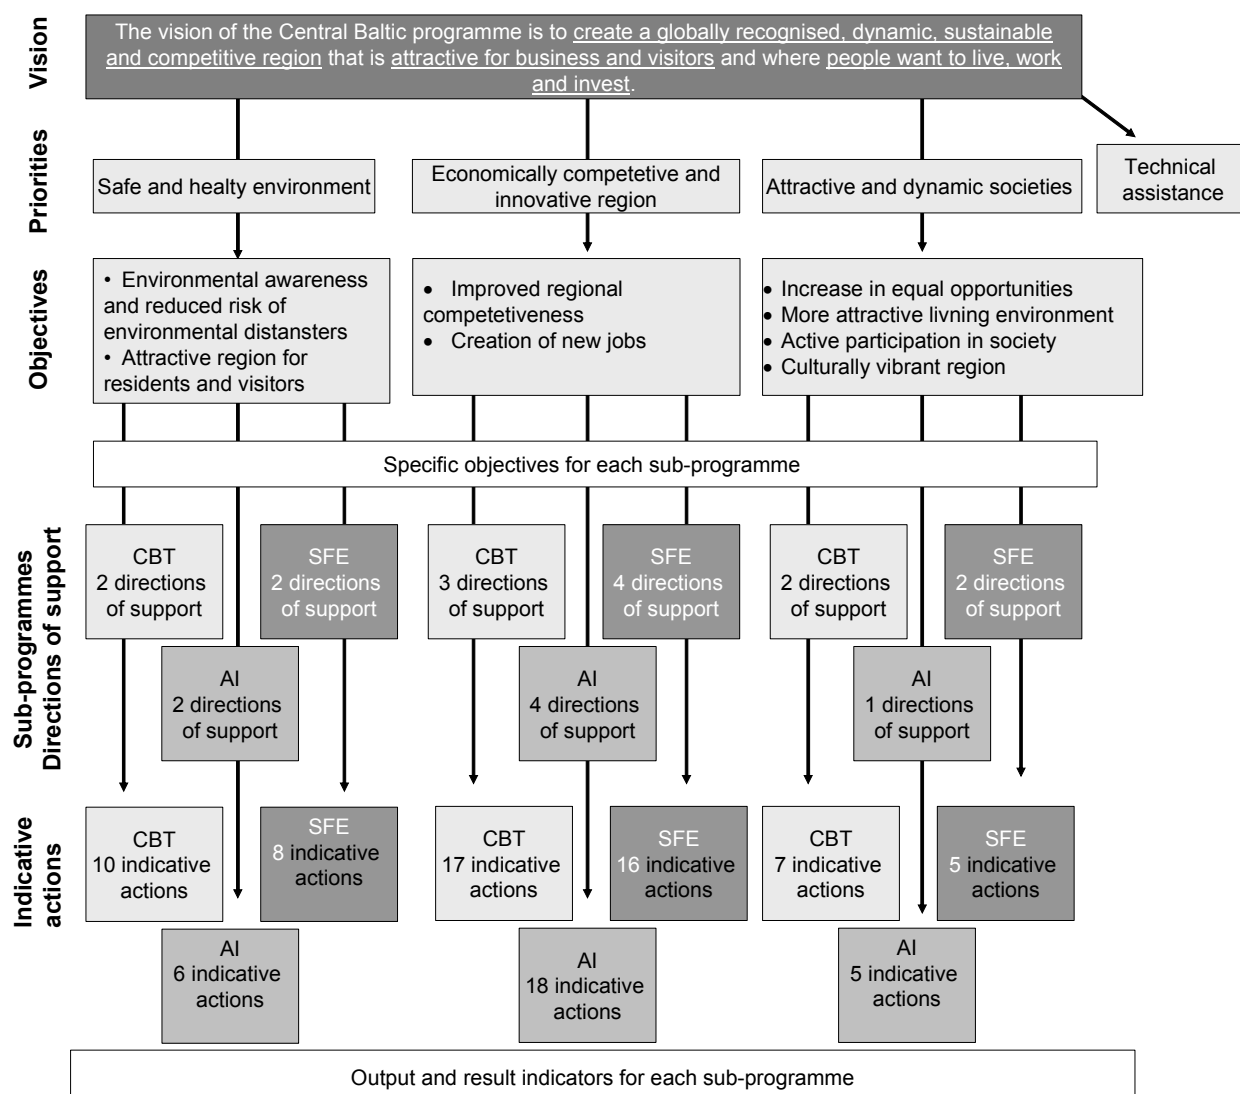 Vision
The vision of the Central Baltic programme is to create a globally recognised, dynamic, sustainable
and competitive region that is attractive for business and visitors and where people want to live, work
and invest.
Priorities
Safe and healty environment
Economically competetive and
innovative region
Attractive and dynamic societies
Technical
assistance
Objectives
• Environmental awareness
and reduced risk of
environmental distansters
• Attractive region for
residents and visitors
• Improved regional
competetiveness
• Creation of new jobs
• Increase in equal opportunities
• More attractive livning environment
• Active participation in society
• Culturally vibrant region
Specific objectives for each sub-programme
Sub-programmes
Directions of support
CBT
2 directions
of support
SFE
2 directions
of support
CBT
3 directions
of support
SFE
4 directions
of support
CBT
2 directions
of support
SFE
2 directions
of support
AI
2 directions
of support
AI
4 directions
of support
AI
1 directions
of support
Indicative
actions
CBT
10 indicative
actions
SFE
8 indicative
actions
CBT
17 indicative
actions
SFE
16 indicative
actions
CBT
7 indicative
actions
SFE
5 indicative
actions
AI
6 indicative
actions
AI
18 indicative
actions
AI
5 indicative
actions
Output and result indicators for each sub-programme